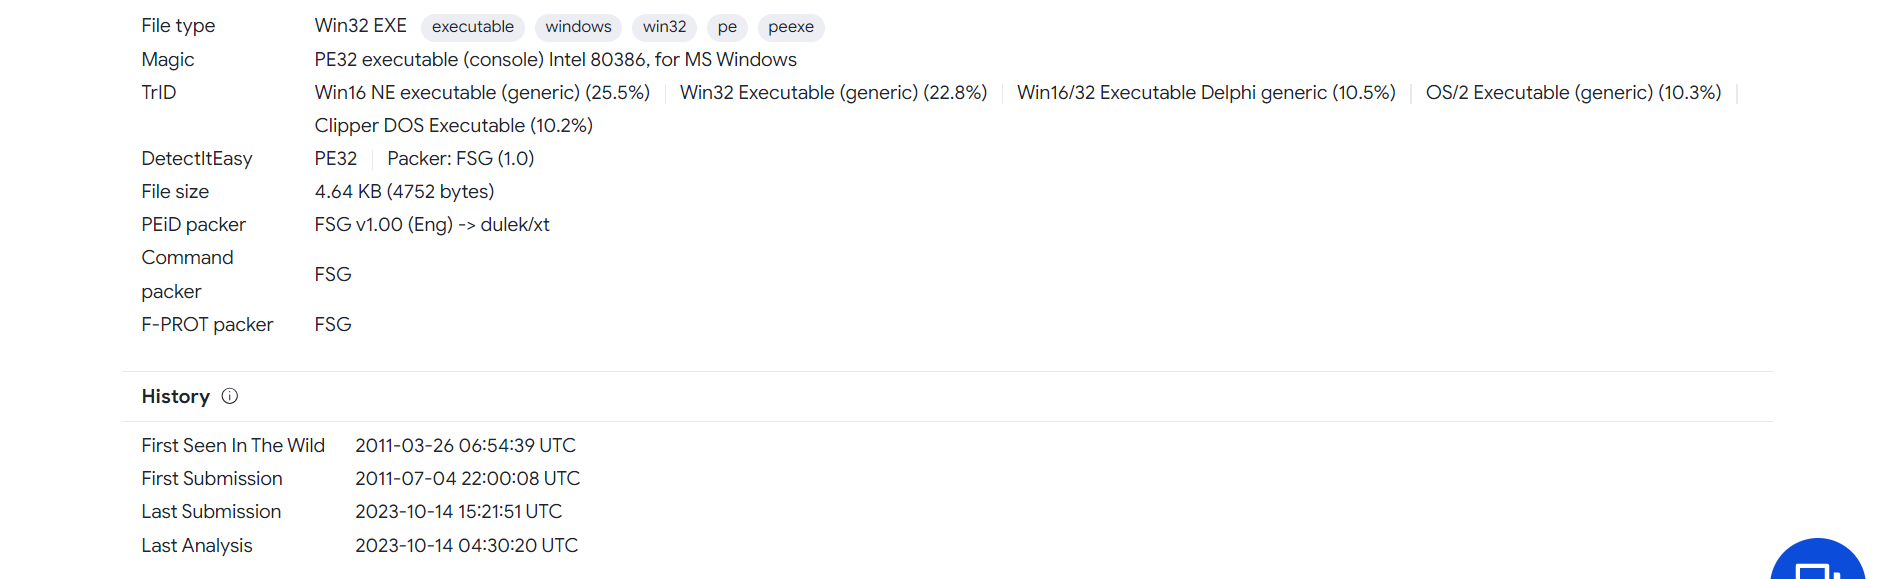 File type Win32 EXE executable windows win32 pe peexe
Magic PE32 executable (console) Intel 80386, for MS Windows
TrID Win16 NE executable (generic) (25.5%) Win32 Executable (generic) (22.8%) Win16/32 Executable Delphi generic (10.5%) OS/2 Executable (generic) (10.3%)
Clipper DOS Executable (10.2%)
DetectItEasy PE32 Packer: FSG (1.0)
File size 4.64 KB (4752 bytes)
PEiD packer FSG v1.00 (Eng) -> dulek/xt
Command
packer FSG
F-PROT packer FSG
History
First Seen In The Wild 2011-03-26 06:54:39 UTC
First Submission 2011-07-04 22:00:08 UTC
Last Submission 2023-10-14 15:21:51 UTC
Last Analysis 2023-10-14 04:30:20 UTC